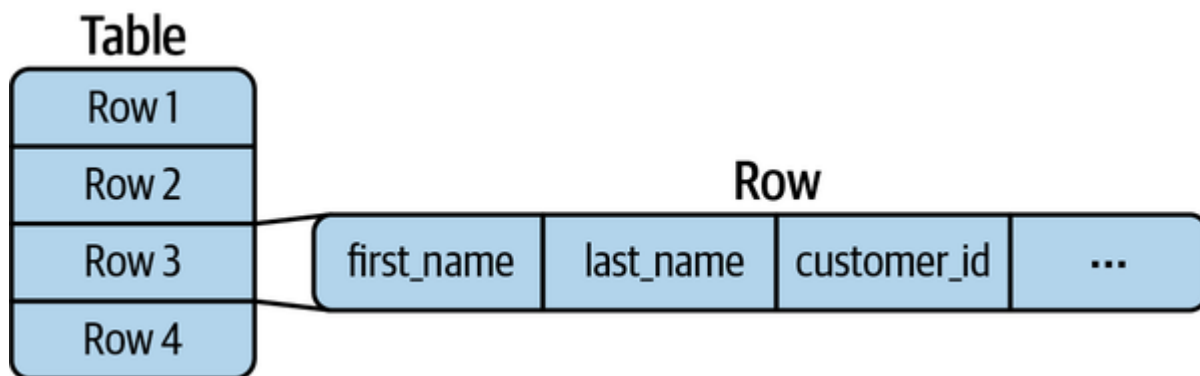 Table
Row 1
Row 2
Row 3
Row 4
Row
first_name last_name customer_id ...